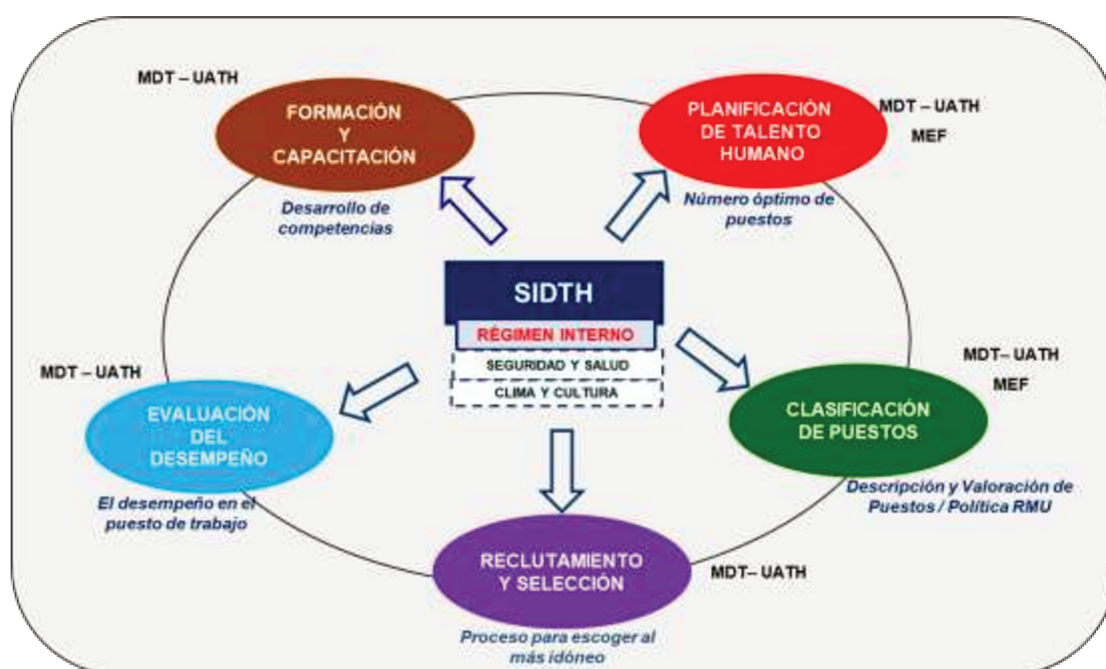 MDT – UATH
FORMACIÓN
Y
CAPACITACIÓN
Desarrollo de
competencias
PLANIFICACIÓN
DE TALENTO
HUMANO
MDT – UATH
MEF
Número óptimo de
puestos
SIDTH
RÉGIMEN INTERNO
SEGURIDAD Y SALUD
CLIMA Y CULTURA
MDT – UATH
EVALUACIÓN
DEL
DESEMPEÑO
El desempeño en el
puesto de trabajo
MDT– UATH
MEF
CLASIFICACIÓN
DE PUESTOS
Descripción y Valoración de
Puestos / Política RMU
RECLUTAMIENTO
Y SELECCIÓN
MDT– UATH
Proceso para escoger al
más idóneo